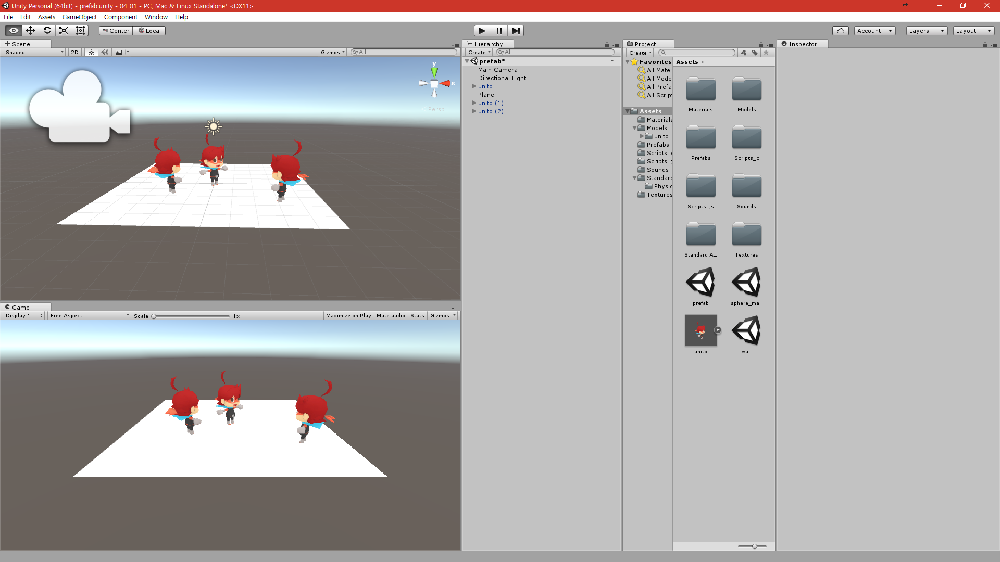 Unity Personal (64bit) - prefab.unity - 04_01 - PC, Mac & Linux Standalone* <DX11>
File Edit Assets GameObject Component Window Help
Center Local
Account Layers Layout
Scene
Shaded 2D Gizmos All
y
x
Persp
Game
Display 1 Free Aspect Scale 1x Maximize on Play Mute audio Stats Gizmos
Hierarchy
Create All
prefab*
Main Camera
Directional Light
unito
Plane
unito (1)
unito (2)
Project
Create
Favorites
All Mater
All Mode
All Prefa
All Script
Assets
Materials
Models
unito
Prefabs
Scripts_c
Scripts_j
Sounds
Standard
Physic
Textures
Assets
Materials Models
Prefabs Scripts_c
Scripts_js Sounds
Standard A... Textures
prefab sphere_ma...
unito wall
Inspector